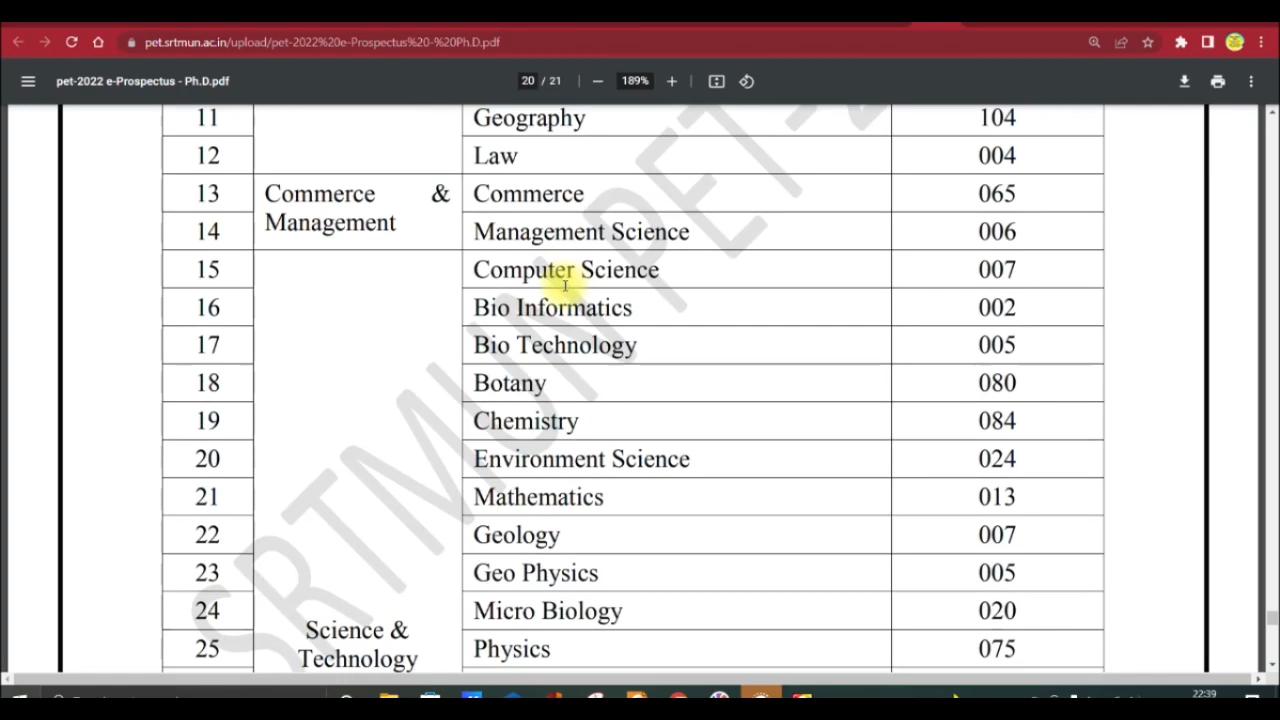 pet.srtmun.ac.in/upload/pet-2022%20e-Prospectus%20-%20Ph.D.pdf
pet-2022 e-Prospectus - Ph.D.pdf
20 / 21
189%
11 Geography 104
12 Law 004
13 Commerce & Management Commerce 065
14 Management Science 006
15 Computer Science 007
16 Bio Informatics 002
17 Bio Technology 005
18 Botany 080
19 Chemistry 084
20 Environment Science 024
21 Mathematics 013
22 Geology 007
23 Geo Physics 005
24 Micro Biology 020
Science &
Technology
25 Physics 075
SRTMUN PET-2
22:39